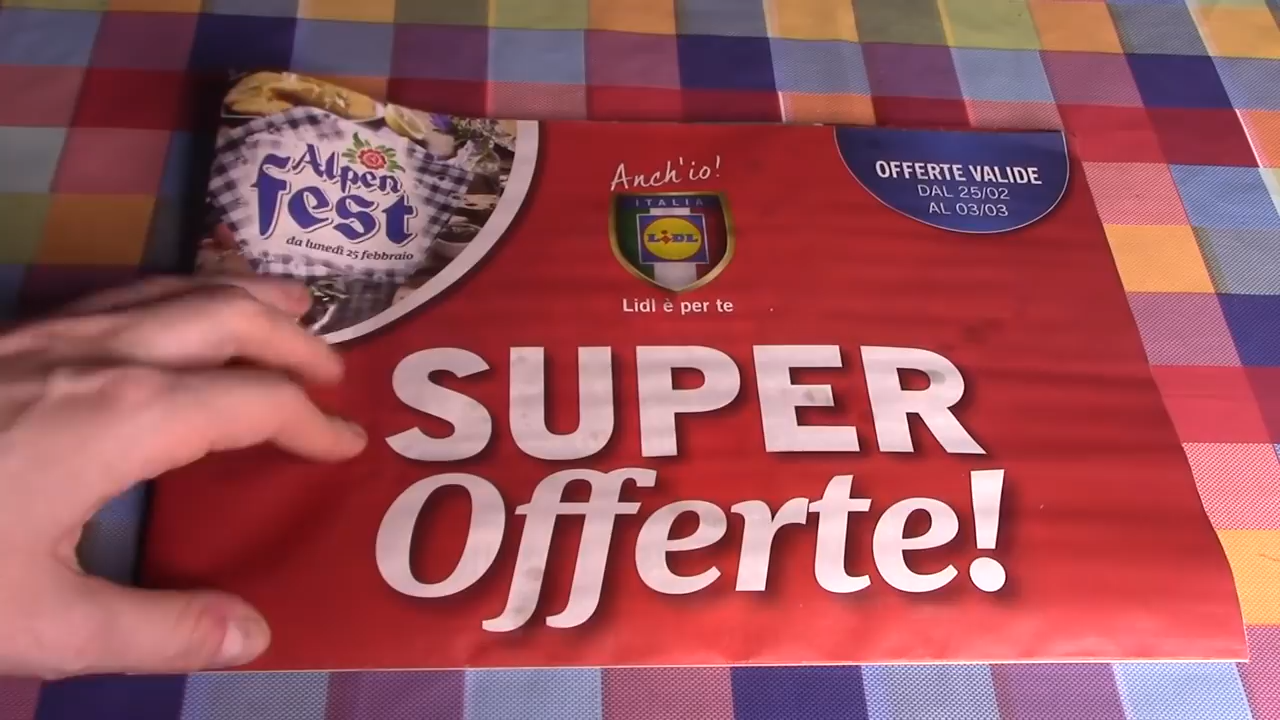 Alpen
fest
da lunedì 25 febbraio
Anch'io!
ITALIA
LIDL
Lidl è per te
OFFERTE VALIDE
DAL 25/02
AL 03/03
SUPER
Offerte!